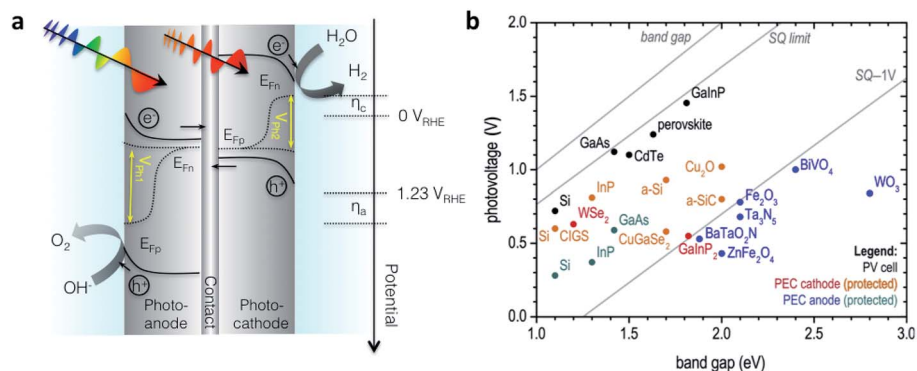 a
e⁻
H₂O
H₂
E_Fn
η_c
0 V_RHE
V_Ph2
e⁻
E_Fp
V_Ph1
E_Fn
h⁺
1.23 V_RHE
η_a
O₂
E_Fp
OH⁻
h⁺
Photo-
anode
Contact
Photo-
cathode
Potential
b
photovoltage (V)
2.0
1.5
1.0
0.5
0.0
1.0
1.5
2.0
2.5
3.0
band gap (eV)
band gap
SQ limit
SQ–1V
GaInP
perovskite
GaAs
CdTe
Cu₂O
BiVO₄
WO₃
a-Si
InP
a-SiC
Fe₂O₃
Si
WSe₂
Ta₃N₅
GaAs
Si
CIGS
CuGaSe₂
BaTaO₂N
GaInP₂
ZnFe₂O₄
InP
Si
Legend:
PV cell
PEC cathode (protected)
PEC anode (protected)